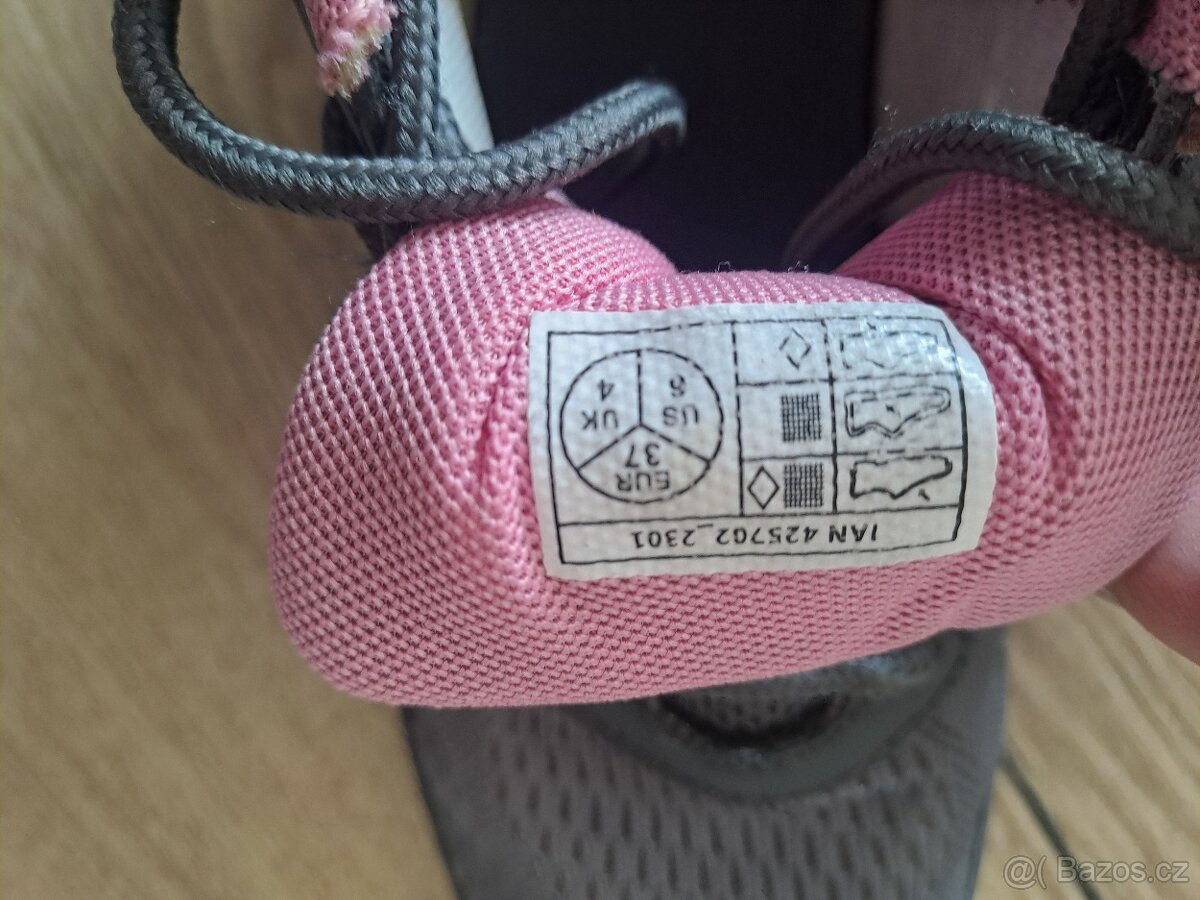 IAN 425702_2301
EUR
37
UK
4
US
6
@( Bazos.cz